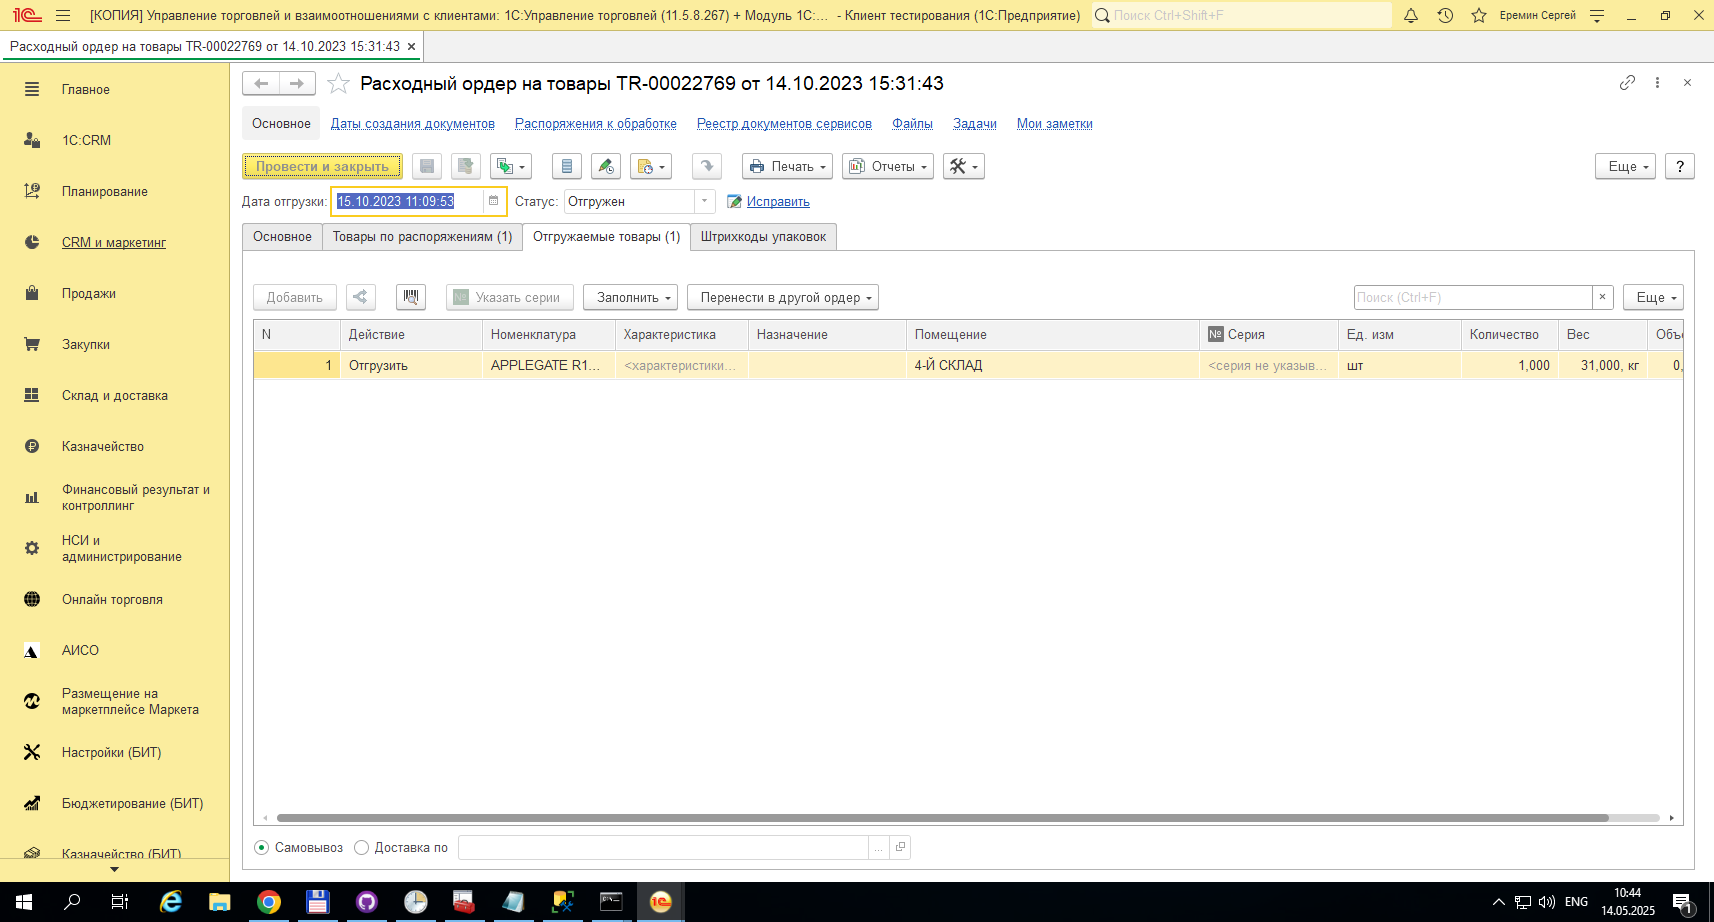 [КОПИЯ] Управление торговлей и взаимоотношениями с клиентами: 1С:Управление торговлей (11.5.8.267) + Модуль 1С:... - Клиент тестирования (1С:Предприятие)
Поиск Ctrl+Shift+F
Еремин Сергей
Расходный ордер на товары TR-00022769 от 14.10.2023 15:31:43
Главное
1С:CRM
Планирование
CRM и маркетинг
Продажи
Закупки
Склад и доставка
Казначейство
Финансовый результат и
контроллинг
НСИ и
администрирование
Онлайн торговля
АИСО
Размещение на
маркетплейсе Маркета
Настройки (БИТ)
Бюджетирование (БИТ)
Казначейство (БИТ)
Расходный ордер на товары TR-00022769 от 14.10.2023 15:31:43
Основное Даты создания документов Распоряжения к обработке Реестр документов сервисов Файлы Задачи Мои заметки
Провести и закрыть Печать Отчеты Еще ?
Дата отгрузки: 15.10.2023 11:09:53 Статус: Отгружен Исправить
Основное Товары по распоряжениям (1) Отгружаемые товары (1) Штрихкоды упаковок
Добавить № Указать серии Заполнить Перенести в другой ордер Поиск (Ctrl+F) × Еще
N Действие Номенклатура Характеристика Назначение Помещение № Серия Ед. изм Количество Вес Объ
1 Отгрузить APPLEGATE R1... <характеристики... 4-Й СКЛАД <серия не указыв... шт 1,000 31,000, кг 0,
Самовывоз Доставка по ...
ENG
10:44
14.05.2025
1